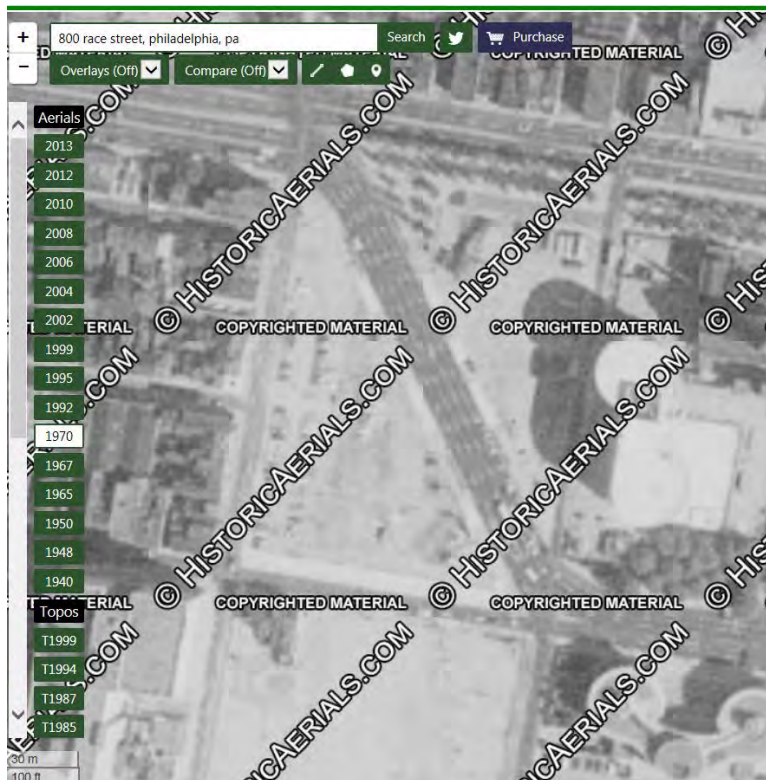 +
800 race street, philadelphia, pa
Search
Purchase
−
Overlays (Off)
Compare (Off)
COPYRIGHTED MATERIAL
COPYRIGHTED MATERIAL
Aerials
2013
2012
2010
2008
2006
2004
2002
1999
1995
1992
1970
1967
1965
1950
1948
1940
Topos
T1999
T1994
T1987
T1985
© HISTORICAERIALS.COM
© HISTORICAERIALS.COM
COPYRIGHTED MATERIAL
COPYRIGHTED MATERIAL
© HISTORICAERIALS.COM
© HISTORICAERIALS.COM
COPYRIGHTED MATERIAL
COPYRIGHTED MATERIAL
30 m
100 ft